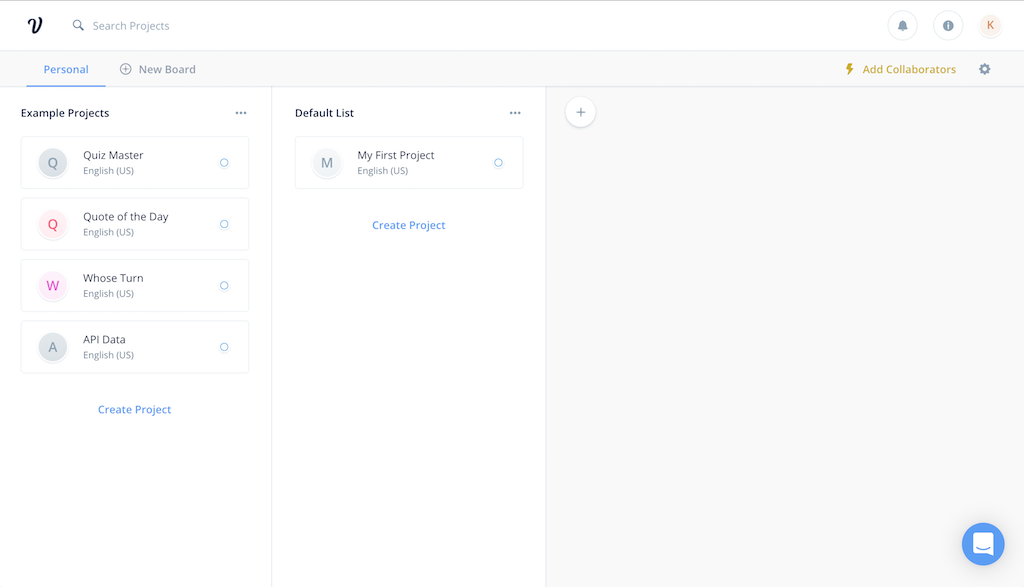 V
Search Projects
K
Personal
New Board
Add Collaborators
Example Projects
Q
Quiz Master
English (US)
Q
Quote of the Day
English (US)
W
Whose Turn
English (US)
A
API Data
English (US)
Create Project
Default List
M
My First Project
English (US)
Create Project